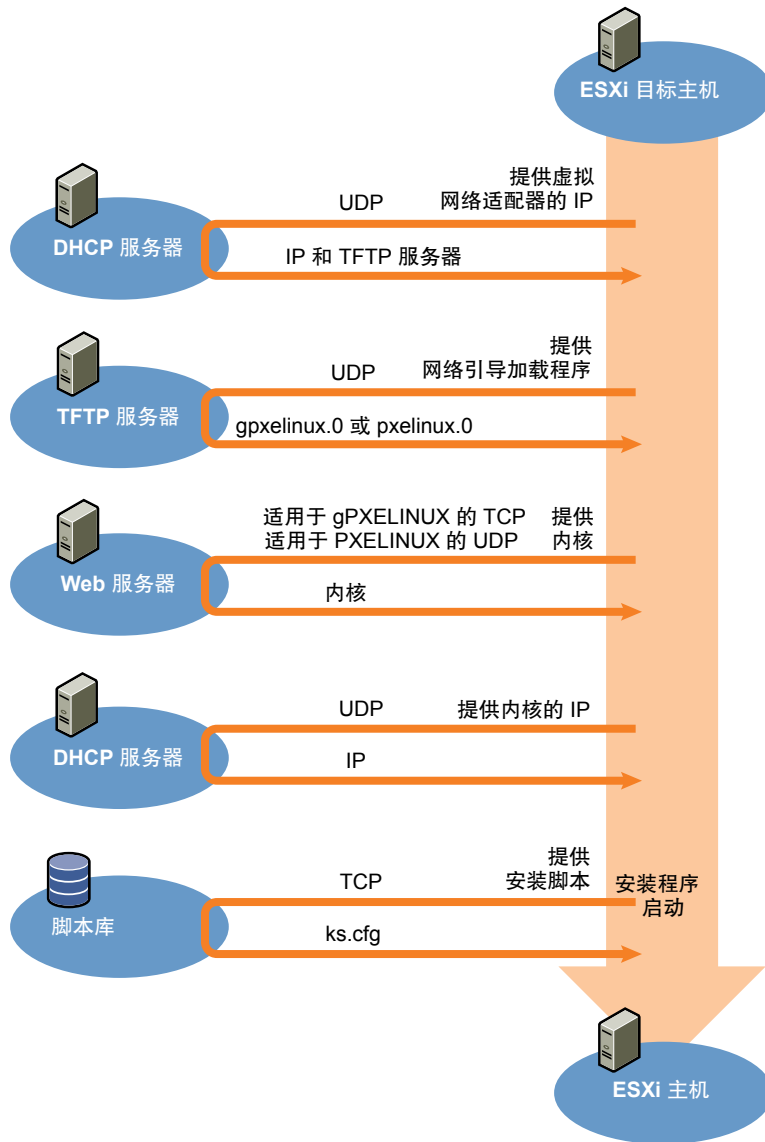 ESXi 目标主机
提供虚拟
UDP 网络适配器的 IP
DHCP 服务器
IP 和 TFTP 服务器
提供
UDP 网络引导加载程序
TFTP 服务器
gpxelinux.0 或 pxelinux.0
适用于 gPXELINUX 的 TCP 提供
适用于 PXELINUX 的 UDP 内核
Web 服务器
内核
UDP 提供内核的 IP
DHCP 服务器
IP
提供
TCP 安装脚本
安装程序
启动
脚本库
ks.cfg
ESXi 主机